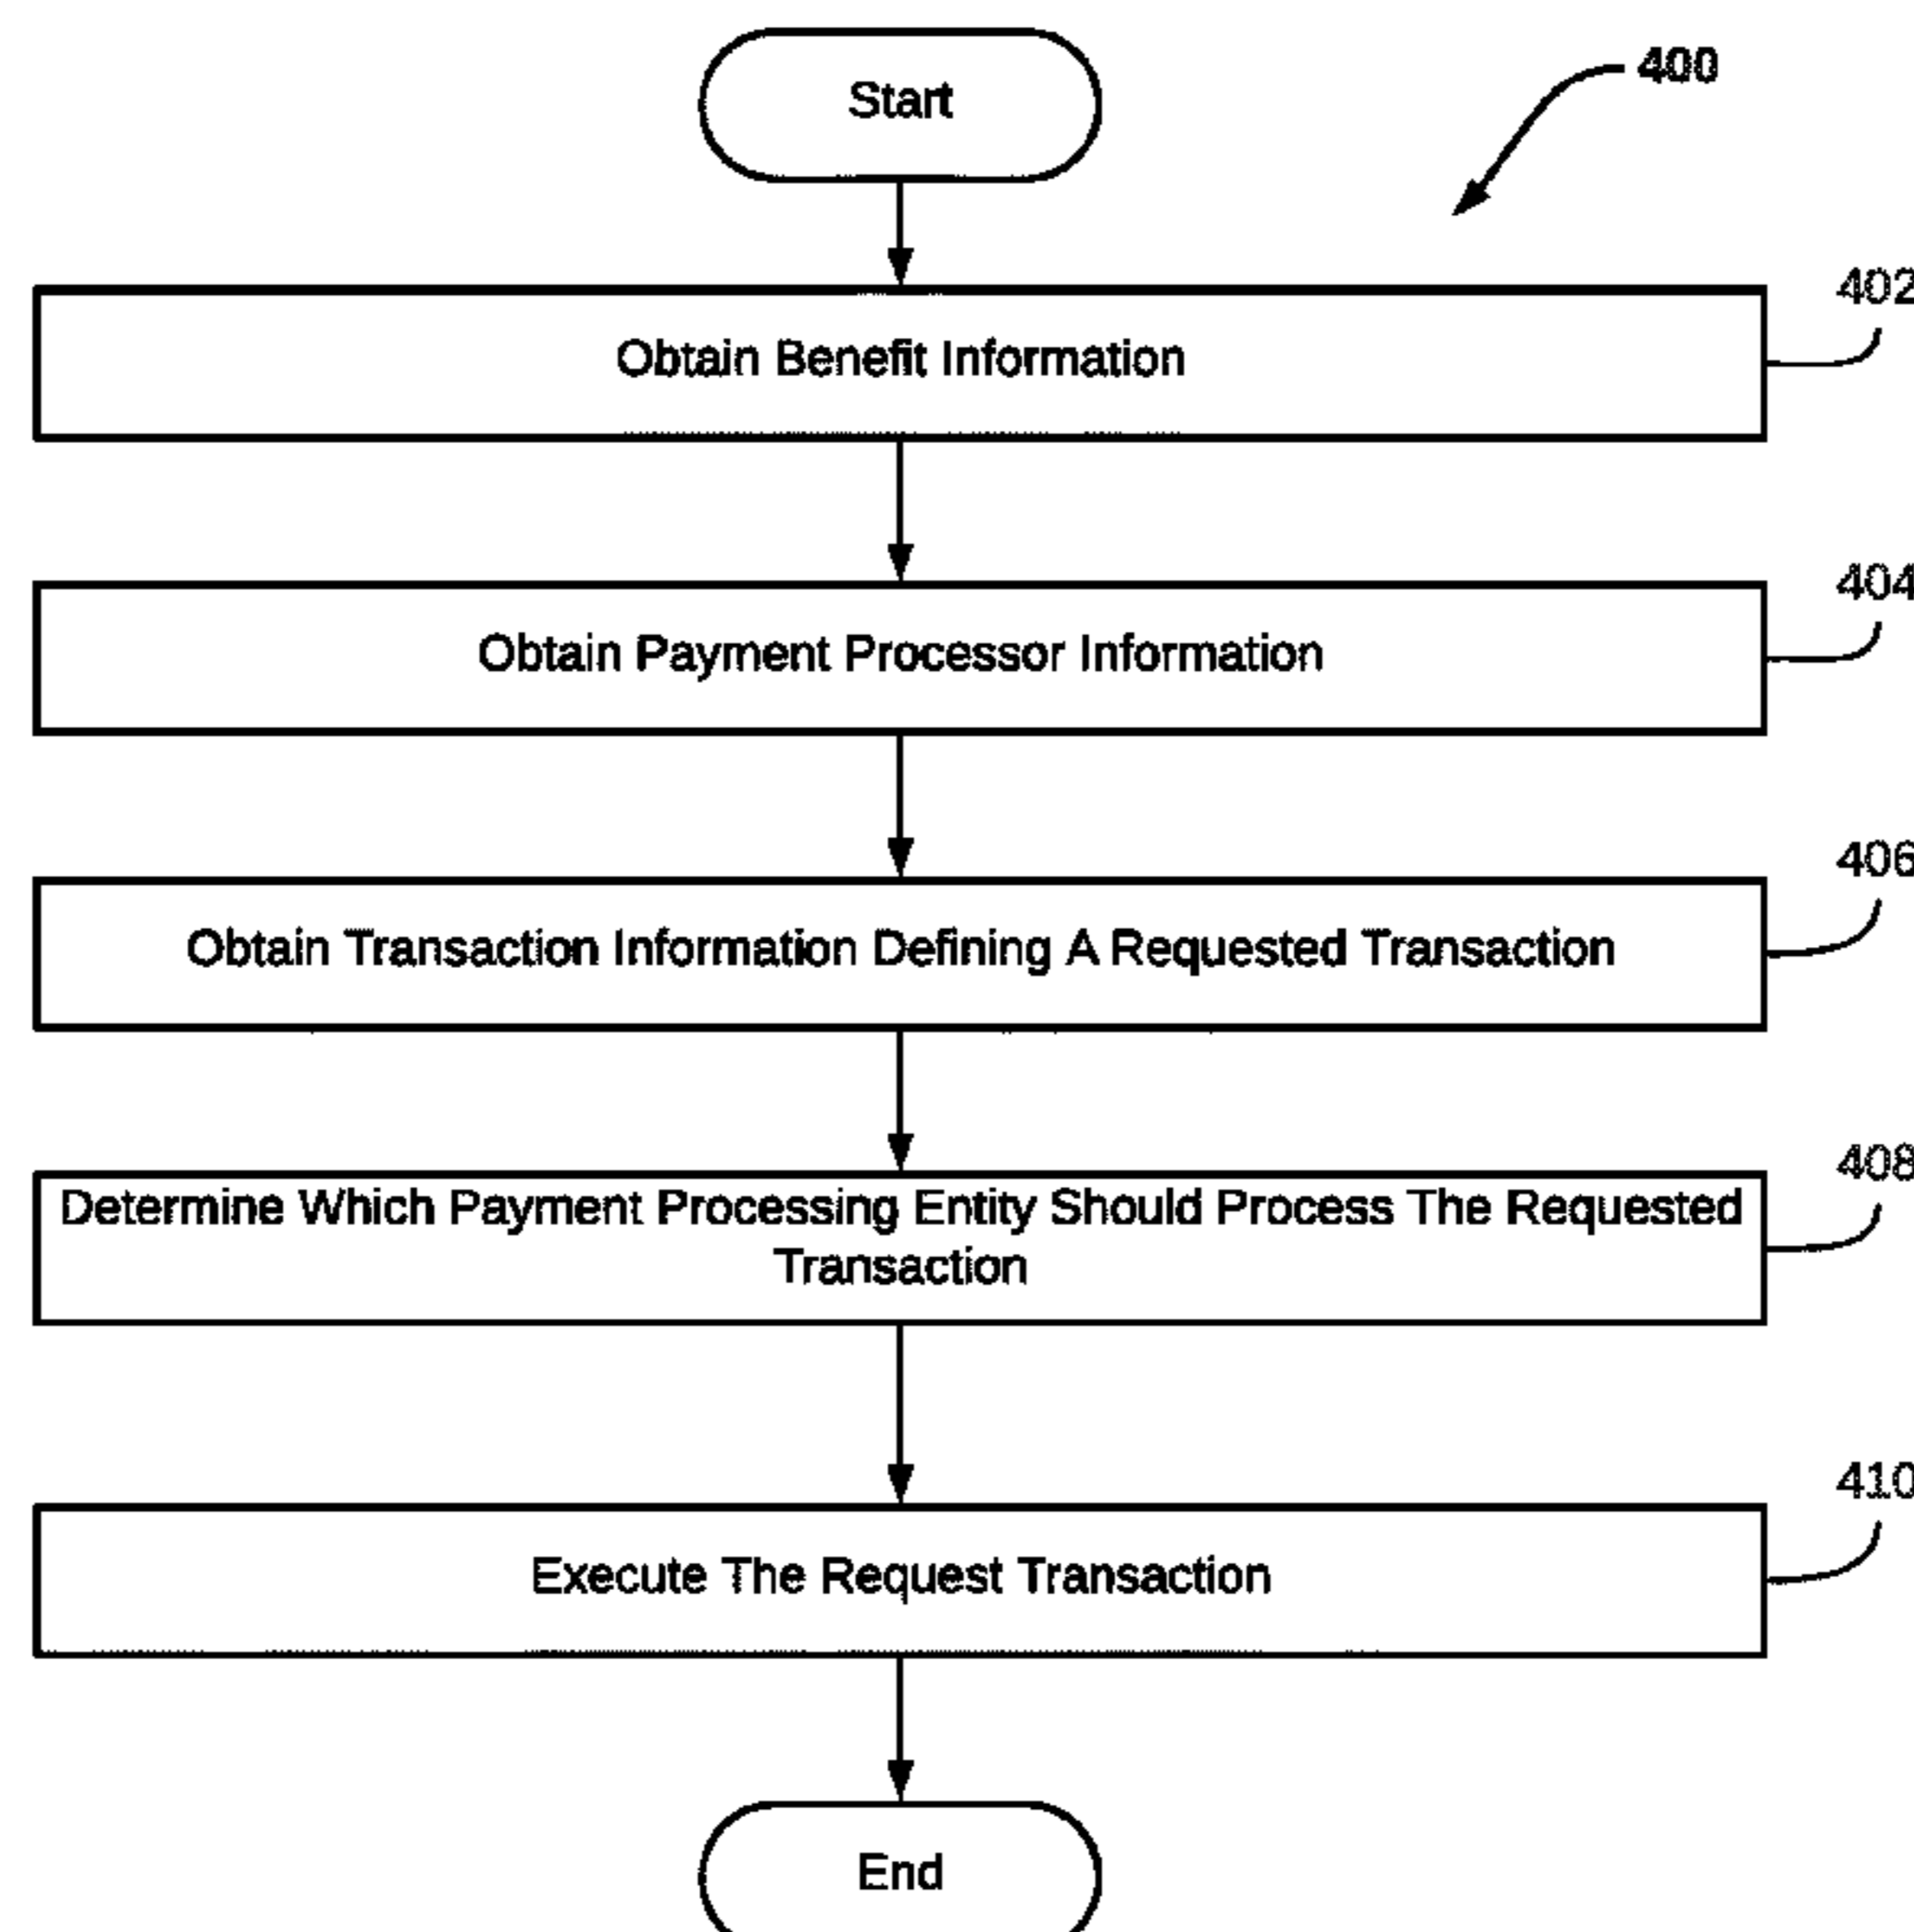 Start
400
402
Obtain Benefit Information
404
Obtain Payment Processor Information
406
Obtain Transaction Information Defining A Requested Transaction
408
Determine Which Payment Processing Entity Should Process The Requested
Transaction
410
Execute The Request Transaction
End